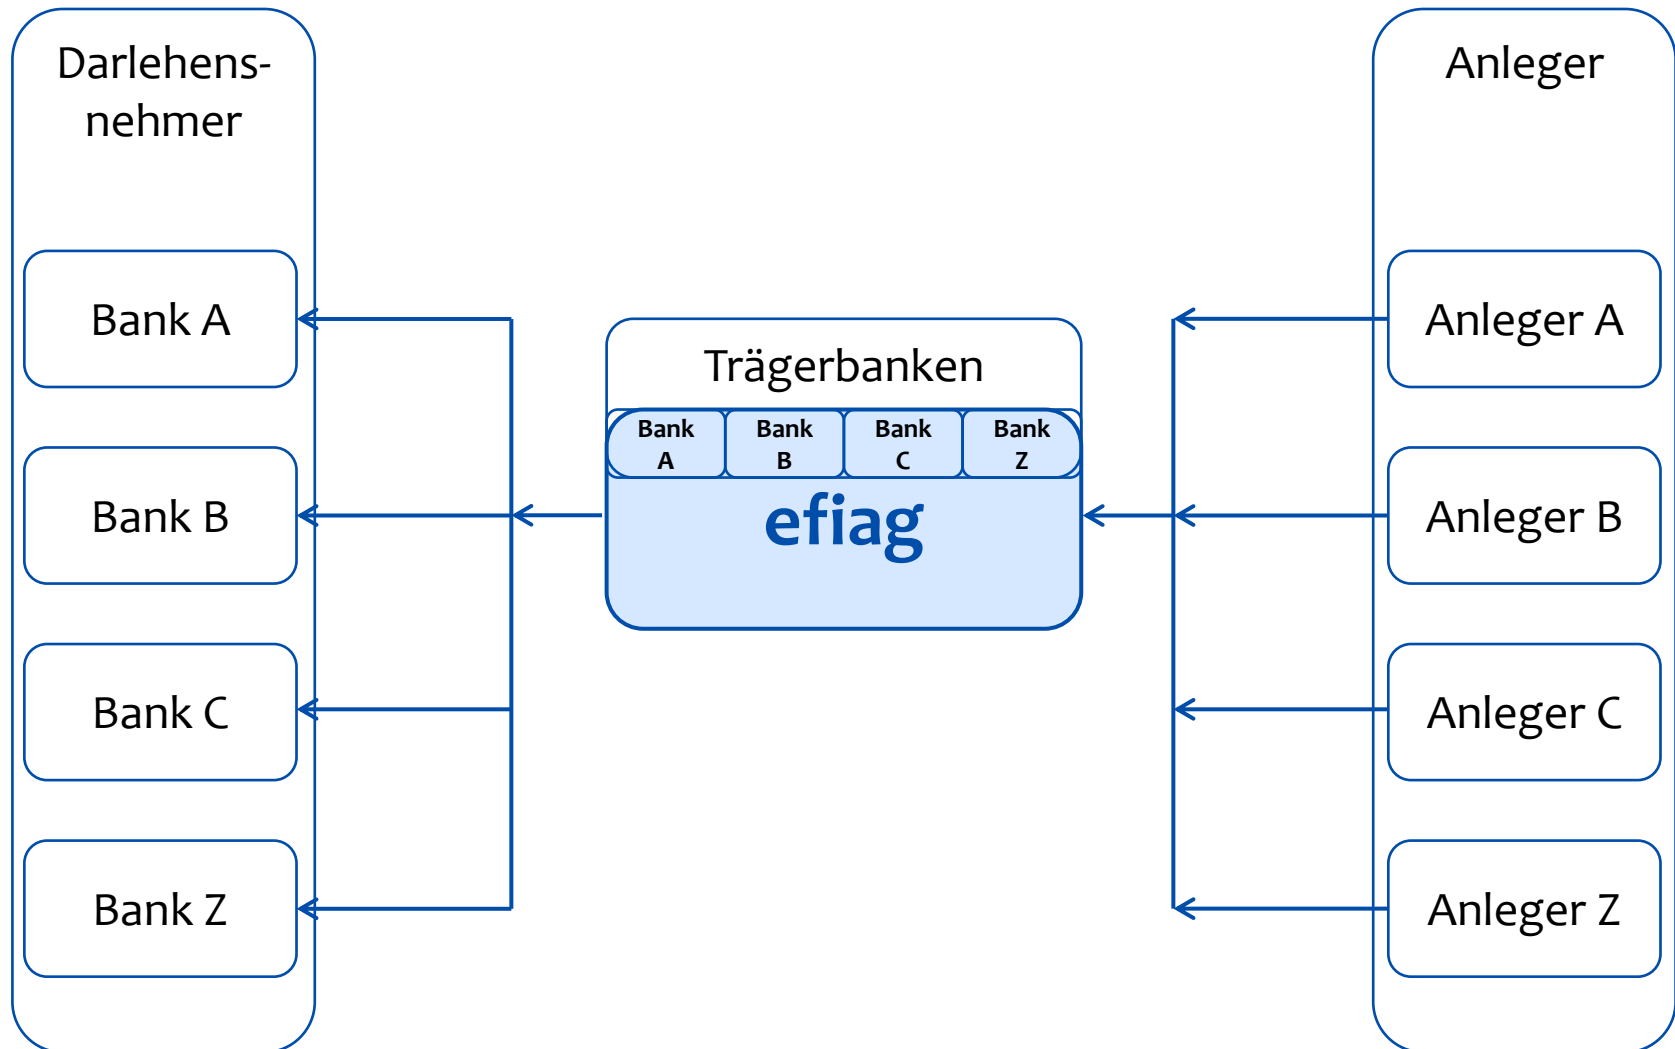 Darlehens-
nehmer
Bank A
Bank B
Bank C
Bank Z
Trägerbanken
Bank
A
Bank
B
Bank
C
Bank
Z
efiag
Anleger
Anleger A
Anleger B
Anleger C
Anleger Z